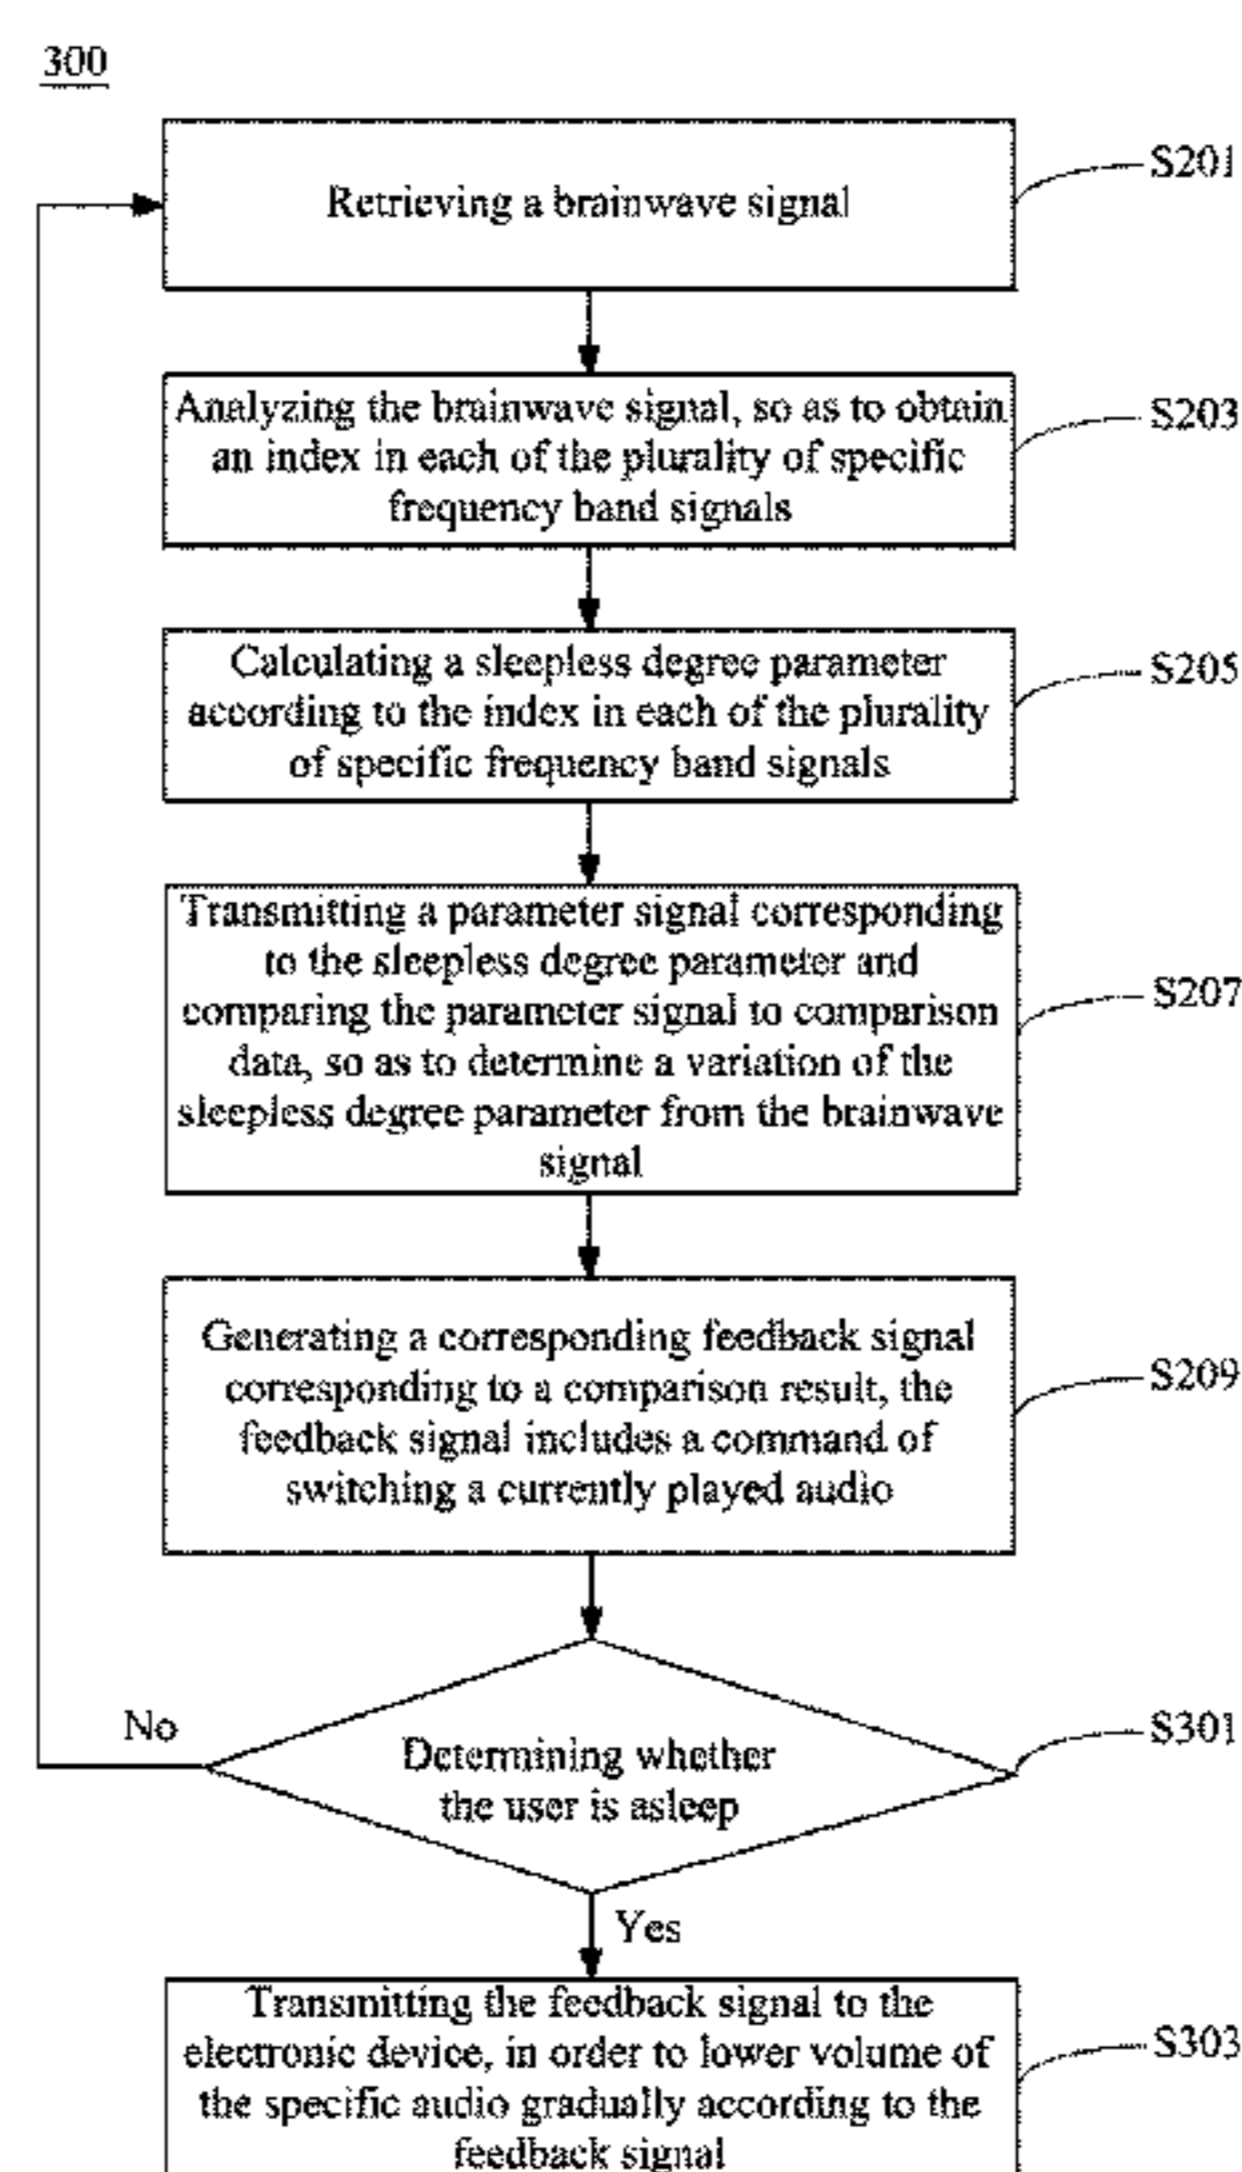 300
Retrieving a brainwave signal
S201
Analyzing the brainwave signal, so as to obtain
an index in each of the plurality of specific
frequency band signals
S203
Calculating a sleepless degree parameter
according to the index in each of the plurality
of specific frequency band signals
S205
Transmitting a parameter signal corresponding
to the sleepless degree parameter and
comparing the parameter signal to comparison
data, so as to determine a variation of the
sleepless degree parameter from the brainwave
signal
S207
Generating a corresponding feedback signal
corresponding to a comparison result, the
feedback signal includes a command of
switching a currently played audio
S209
No
Determining whether
the user is asleep
S301
Yes
Transmitting the feedback signal to the
electronic device, in order to lower volume of
the specific audio gradually according to the
feedback signal
S303